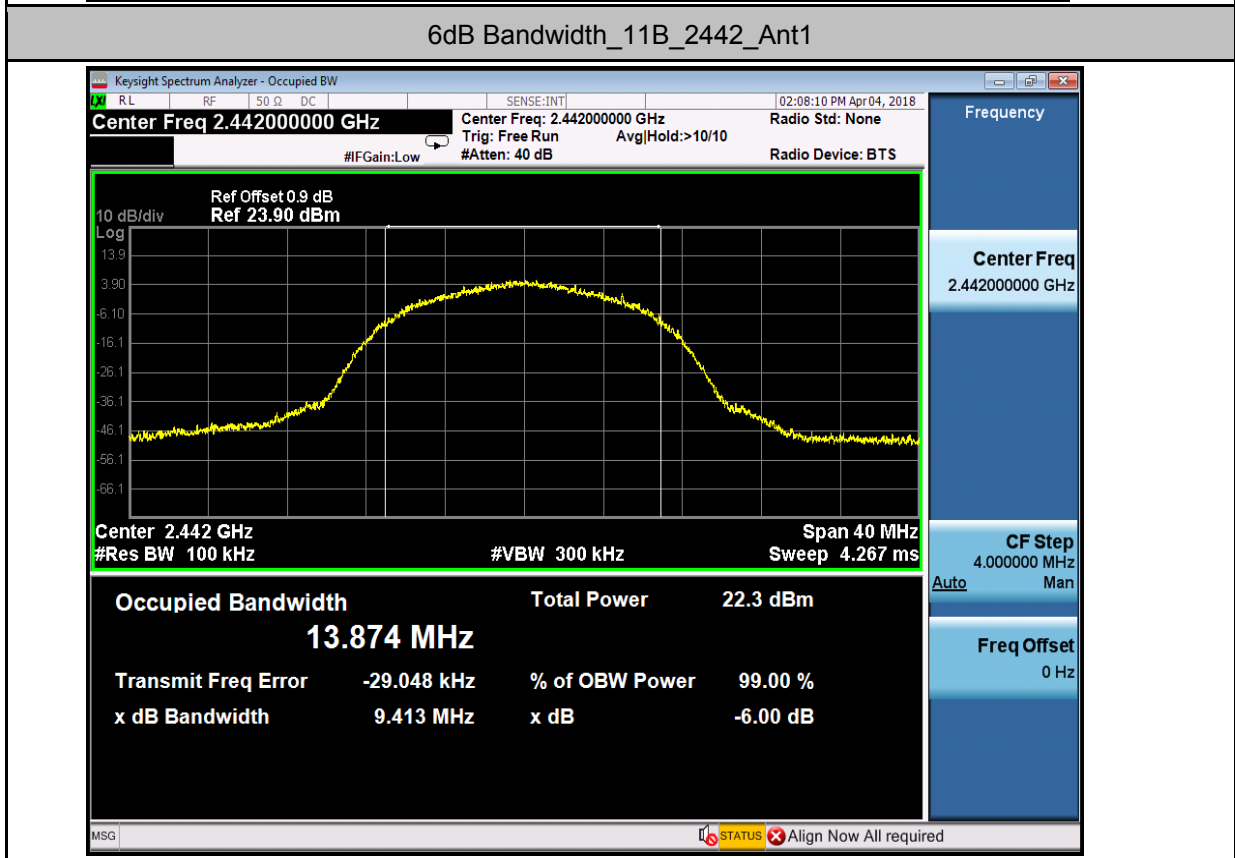 6dB Bandwidth_11B_2442_Ant1
Keysight Spectrum Analyzer - Occupied BW
LXI RL RF 50 Ω DC SENSE:INT 02:08:10 PM Apr 04, 2018
Center Freq 2.442000000 GHz Center Freq: 2.442000000 GHz Radio Std: None
Trig: Free Run Avg|Hold:>10/10
#IFGain:Low #Atten: 40 dB Radio Device: BTS
Ref Offset 0.9 dB
10 dB/div Ref 23.90 dBm
Log
13.9
3.90
-6.10
-16.1
-26.1
-36.1
-46.1
-56.1
-66.1
Center 2.442 GHz Span 40 MHz
#Res BW 100 kHz #VBW 300 kHz Sweep 4.267 ms
Occupied Bandwidth Total Power 22.3 dBm
13.874 MHz
Transmit Freq Error -29.048 kHz % of OBW Power 99.00 %
x dB Bandwidth 9.413 MHz x dB -6.00 dB
Frequency
Center Freq
2.442000000 GHz
CF Step
4.000000 MHz
Auto Man
Freq Offset
0 Hz
MSG STATUS Align Now All required